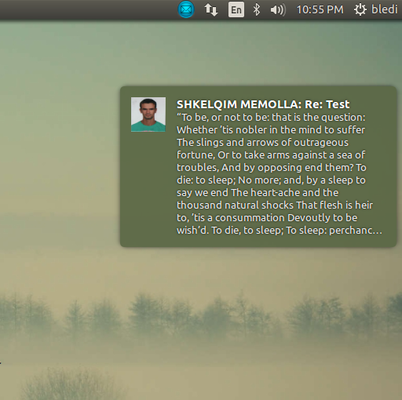 En 10:55 PM bledi
SHKELQIM MEMOLLA: Re: Test
"To be, or not to be: that is the question:
Whether 'tis nobler in the mind to suffer
The slings and arrows of outrageous
fortune, Or to take arms against a sea of
troubles, And by opposing end them? To
die: to sleep; No more; and, by a sleep to
say we end The heart-ache and the
thousand natural shocks That flesh is heir
to, 'tis a consummation Devoutly to be
wish'd. To die, to sleep; To sleep: perchanc...